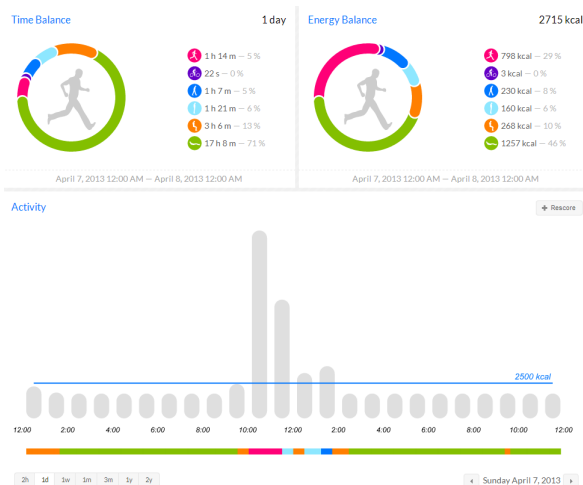 Time Balance 1 day
1 h 14 m — 5 %
22 s — 0 %
1 h 7 m — 5 %
1 h 21 m — 6 %
3 h 6 m — 13 %
17 h 8 m — 71 %
April 7, 2013 12:00 AM — April 8, 2013 12:00 AM
Energy Balance 2715 kcal
798 kcal — 29 %
3 kcal — 0 %
230 kcal — 8 %
160 kcal — 6 %
268 kcal — 10 %
1257 kcal — 46 %
April 7, 2013 12:00 AM — April 8, 2013 12:00 AM
Activity Rescore
2500 kcal
12:00 2:00 4:00 6:00 8:00 10:00 12:00 2:00 4:00 6:00 8:00 10:00 12:00
2h 1d 1w 1m 3m 1y 2y Sunday April 7, 2013